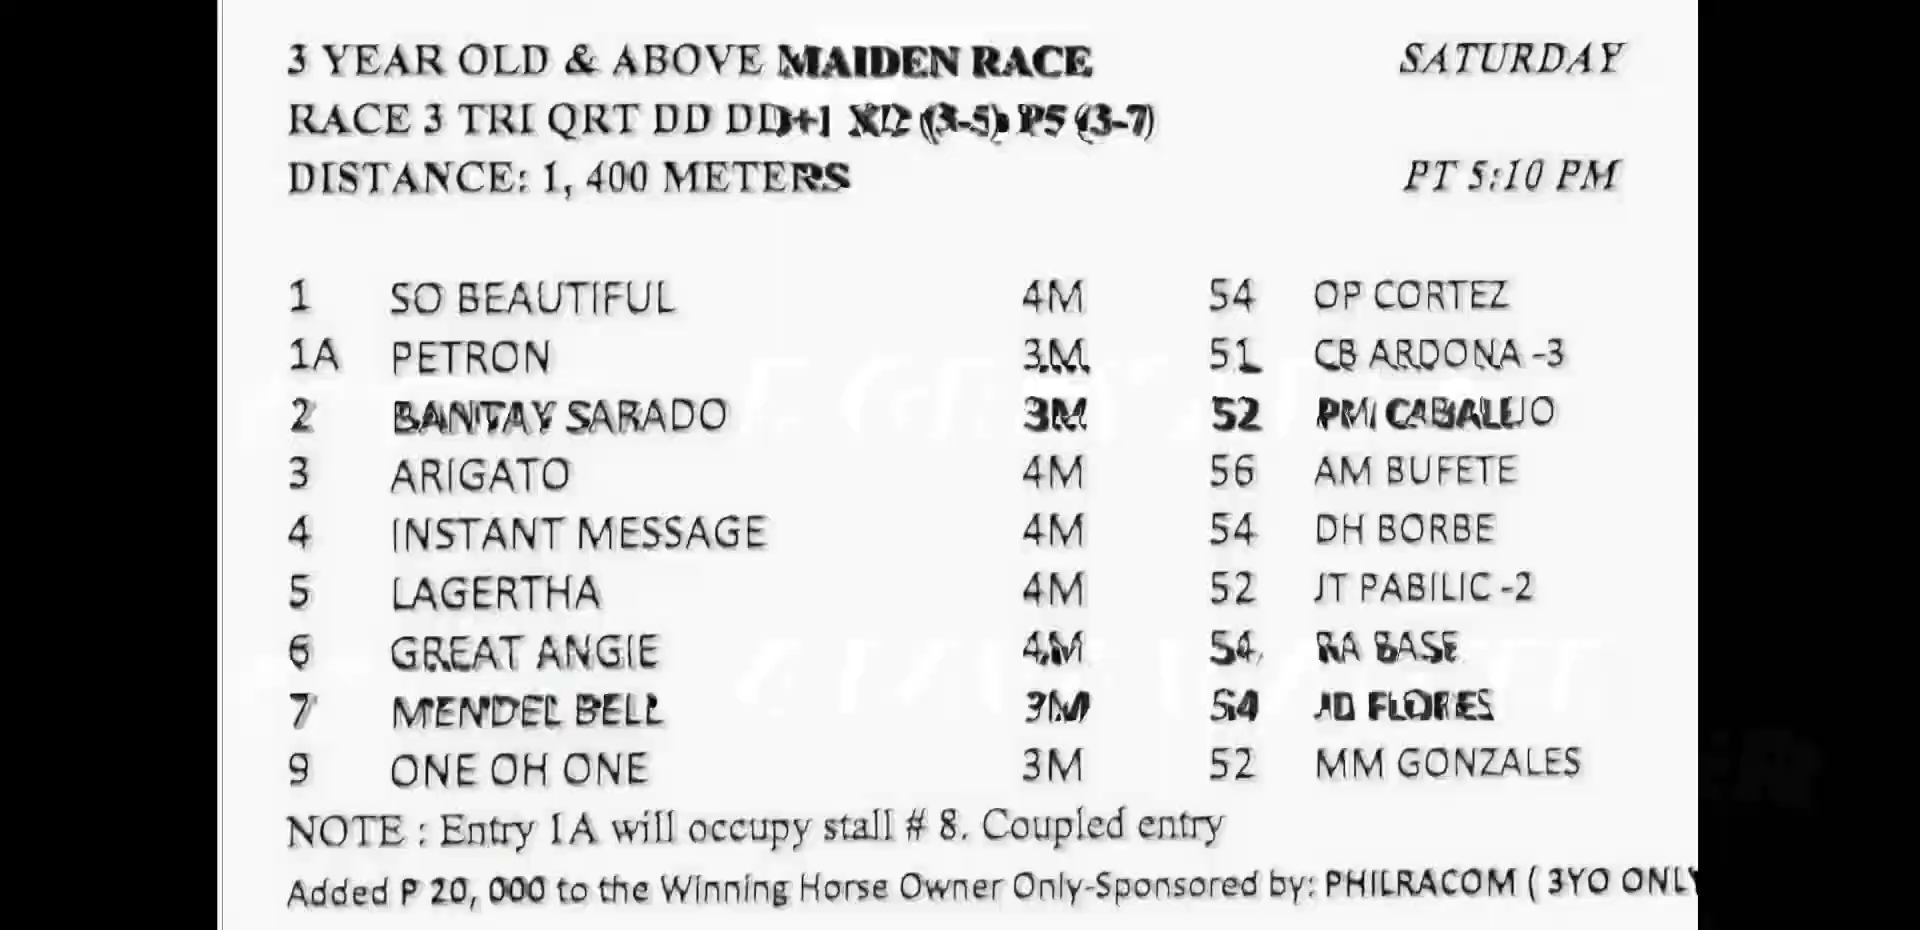 3 YEAR OLD & ABOVE MAIDEN RACE SATURDAY
RACE 3 TRI QRT DD DD+1 XD (3-5) P5 (3-7)
DISTANCE: 1, 400 METERS PT 5:10 PM
1 SO BEAUTIFUL 4M 54 OP CORTEZ
1A PETRON 3M 51 CB ARDONA -3
2 BANTAY SARADO 3M 52 PM CABALEJO
3 ARIGATO 4M 56 AM BUFETE
4 INSTANT MESSAGE 4M 54 DH BORBE
5 LAGERTHA 4M 52 JT PABILIC -2
6 GREAT ANGIE 4M 54 RA BASE
7 MENDEL BELL 3M 54 JD FLORES
9 ONE OH ONE 3M 52 MM GONZALES
NOTE : Entry 1A will occupy stall # 8. Coupled entry
Added P 20, 000 to the Winning Horse Owner Only-Sponsored by: PHILRACOM ( 3YO ONLY